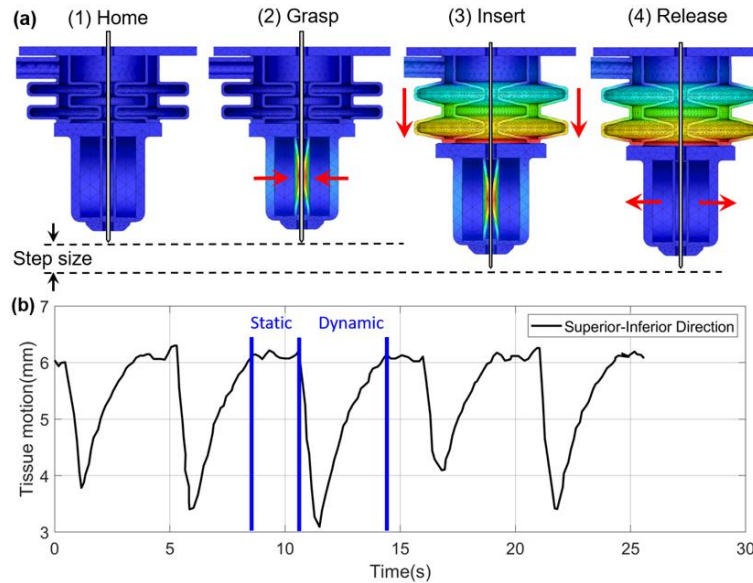 (a) (1) Home (2) Grasp (3) Insert (4) Release
Step size
(b)
Static Dynamic
Superior-Inferior Direction
Tissue motion(mm)
7
6
5
4
3
0 5 10 15 20 25 30
Time(s)